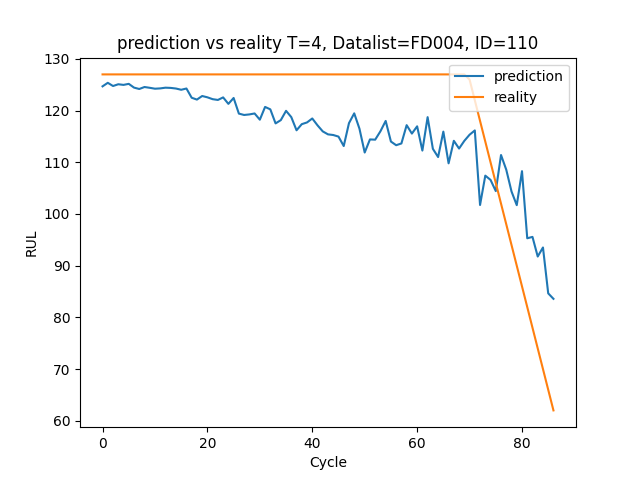 prediction vs reality T=4, Datalist=FD004, ID=110
prediction
reality
RUL
130
120
110
100
90
80
70
60
0 20 40 60 80
Cycle